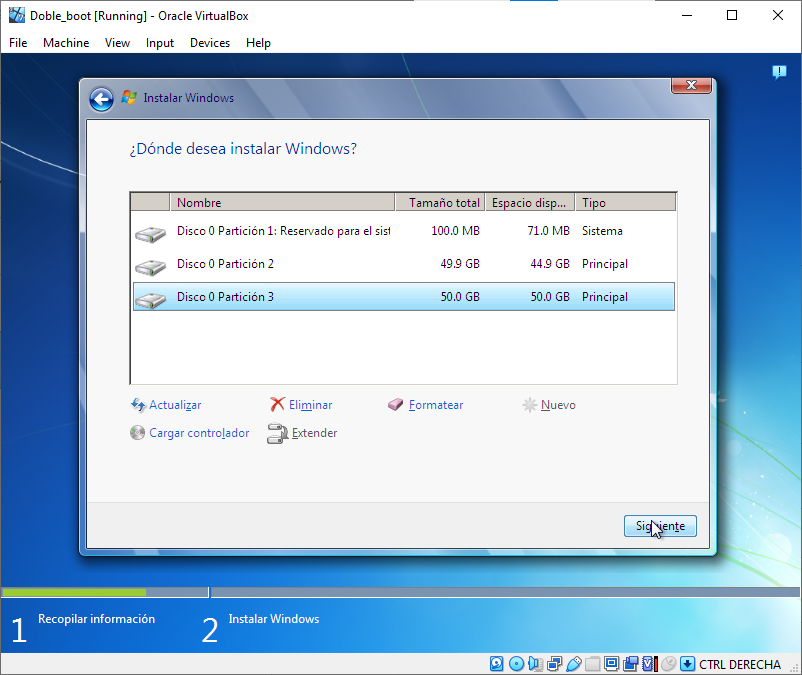 Doble_boot [Running] - Oracle VirtualBox
File Machine View Input Devices Help
Instalar Windows
¿Dónde desea instalar Windows?
Nombre Tamaño total Espacio disp... Tipo
Disco 0 Partición 1: Reservado para el sist 100.0 MB 71.0 MB Sistema
Disco 0 Partición 2 49.9 GB 44.9 GB Principal
Disco 0 Partición 3 50.0 GB 50.0 GB Principal
Actualizar Eliminar Formatear Nuevo
Cargar controlador Extender
Siguiente
1 Recopilar información 2 Instalar Windows
CTRL DERECHA